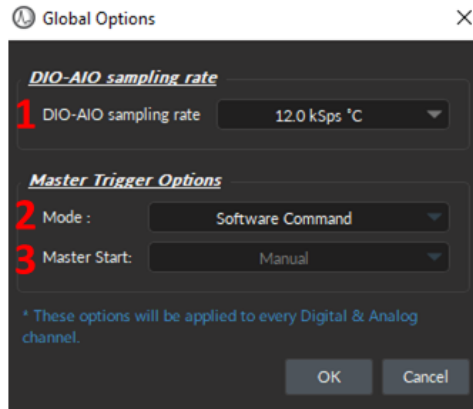 Global Options
DIO-AIO sampling rate
1 DIO-AIO sampling rate 12.0 kSps °C
Master Trigger Options
2 Mode : Software Command
3 Master Start: Manual
* These options will be applied to every Digital & Analog
channel.
OK Cancel